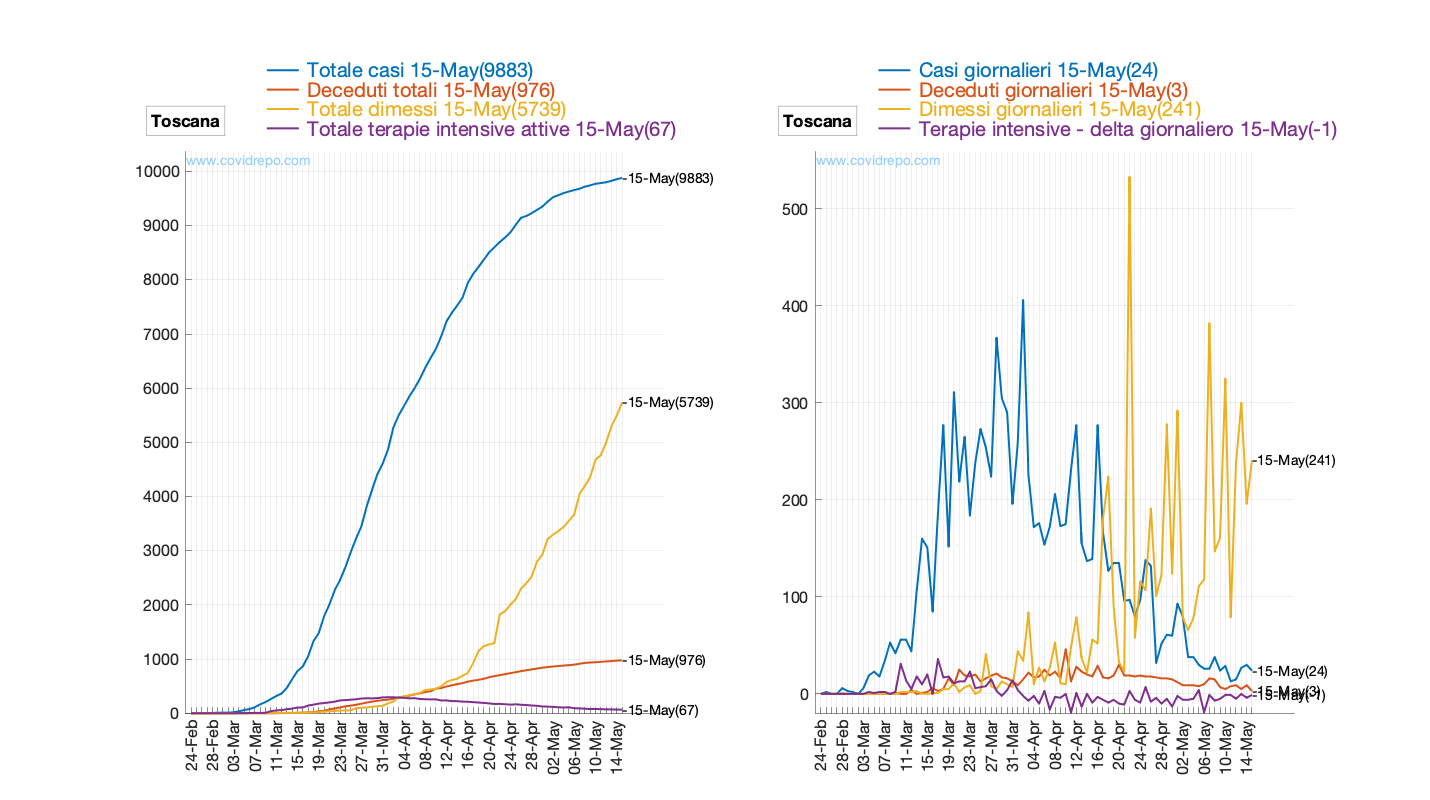 Totale casi 15-May(9883)
Deceduti totali 15-May(976)
Totale dimessi 15-May(5739)
Totale terapie intensive attive 15-May(67)
Toscana
www.covidrepo.com
10000
9000
8000
7000
6000
5000
4000
3000
2000
1000
0
15-May(9883)
15-May(5739)
15-May(976)
15-May(67)
24-Feb
28-Feb
03-Mar
07-Mar
11-Mar
15-Mar
19-Mar
23-Mar
27-Mar
31-Mar
04-Apr
08-Apr
12-Apr
16-Apr
20-Apr
24-Apr
28-Apr
02-May
06-May
10-May
14-May
Casi giornalieri 15-May(24)
Deceduti giornalieri 15-May(3)
Dimessi giornalieri 15-May(241)
Terapie intensive - delta giornaliero 15-May(-1)
Toscana
www.covidrepo.com
500
400
300
200
100
0
15-May(241)
15-May(24)
15-May(3)
15-May(-1)
24-Feb
28-Feb
03-Mar
07-Mar
11-Mar
15-Mar
19-Mar
23-Mar
27-Mar
31-Mar
04-Apr
08-Apr
12-Apr
16-Apr
20-Apr
24-Apr
28-Apr
02-May
06-May
10-May
14-May